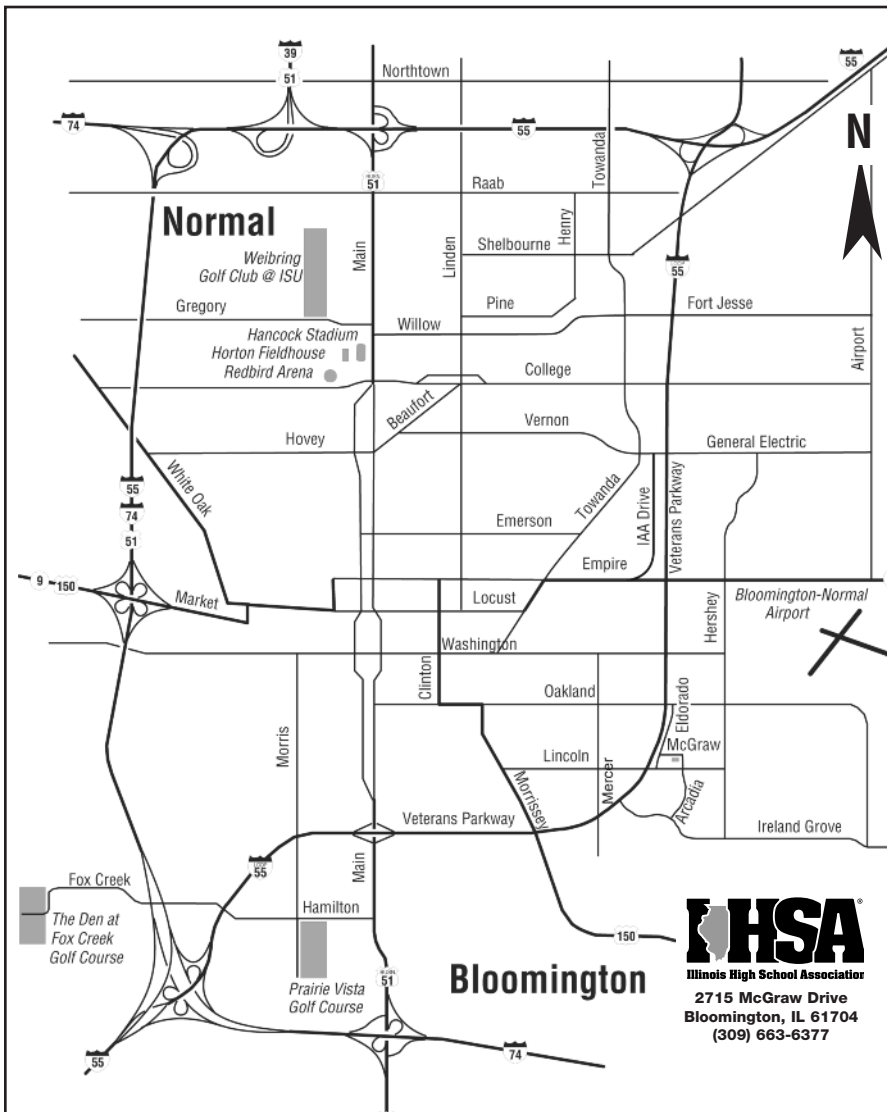 39
51
Northtown
55
74
55
Towanda
N
BUSN.
51
Raab
Normal
Henry
Weibring
Golf Club @ ISU
Main
Linden
Shelbourne
LOOP
55
Gregory
Pine
Fort Jesse
Willow
Hancock Stadium
Horton Fieldhouse
Redbird Arena
Airport
College
Beaufort
Vernon
Hovey
General Electric
55
74
51
White Oak
Towanda
IAA Drive
Veterans Parkway
Emerson
Empire
9
150
Market
Locust
Hershey
Bloomington-Normal
Airport
Washington
Clinton
Oakland
Eldorado
Morris
McGraw
Lincoln
Morrissey
Mercer
Arcadia
Veterans Parkway
Ireland Grove
LOOP
55
Main
Fox Creek
Hamilton
The Den at
Fox Creek
Golf Course
150
IHSA®
Illinois High School Association
Prairie Vista
Golf Course
BUSN.
51
Bloomington
2715 McGraw Drive
Bloomington, IL 61704
(309) 663-6377
55
74